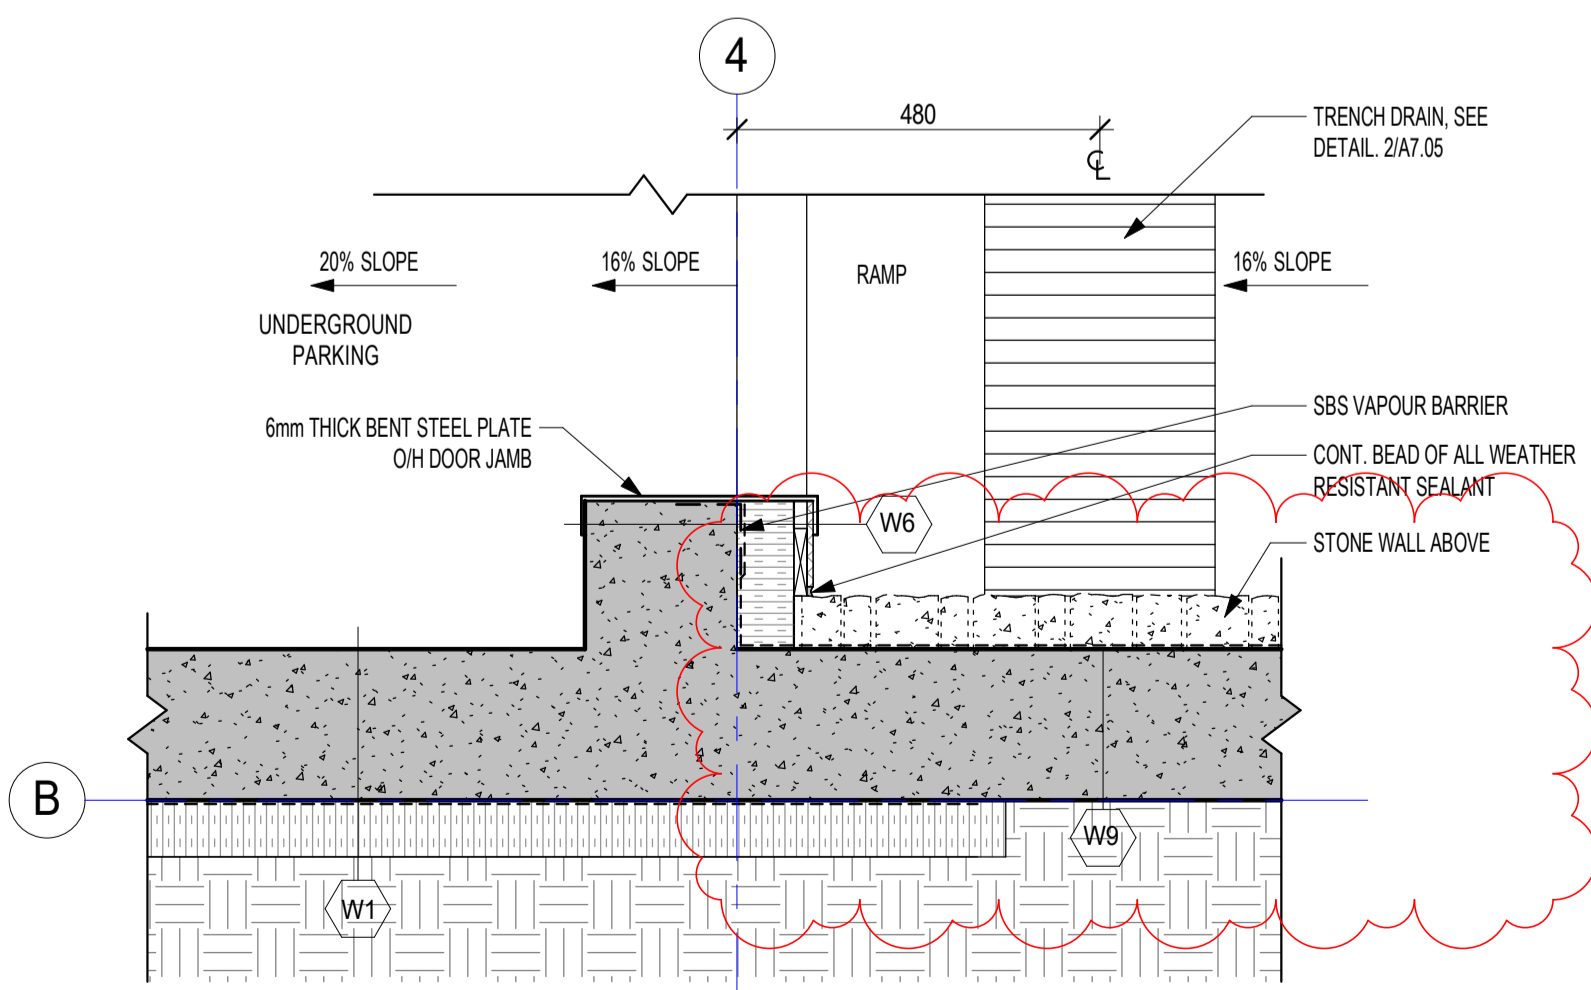 4
480
CL
TRENCH DRAIN, SEE
DETAIL. 2/A7.05
20% SLOPE
16% SLOPE
RAMP
16% SLOPE
UNDERGROUND
PARKING
6mm THICK BENT STEEL PLATE
O/H DOOR JAMB
SBS VAPOUR BARRIER
CONT. BEAD OF ALL WEATHER
RESISTANT SEALANT
W6
STONE WALL ABOVE
B
W9
W1